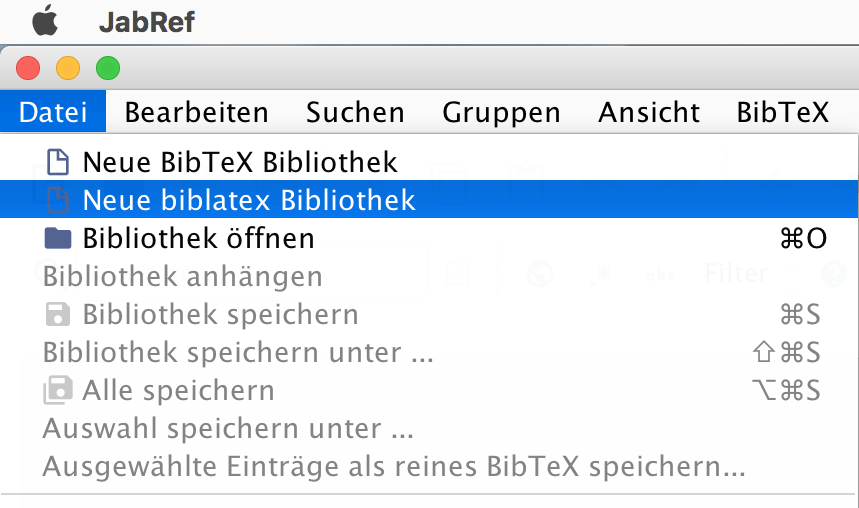 JabRef
Datei Bearbeiten Suchen Gruppen Ansicht BibTeX
Neue BibTeX Bibliothek
Neue biblatex Bibliothek
Bibliothek öffnen ⌘O
Bibliothek anhängen
Filter
Bibliothek speichern ⌘S
Bibliothek speichern unter ... ⇧⌘S
Alle speichern ⌥⌘S
Auswahl speichern unter ...
Ausgewählte Einträge als reines BibTeX speichern...